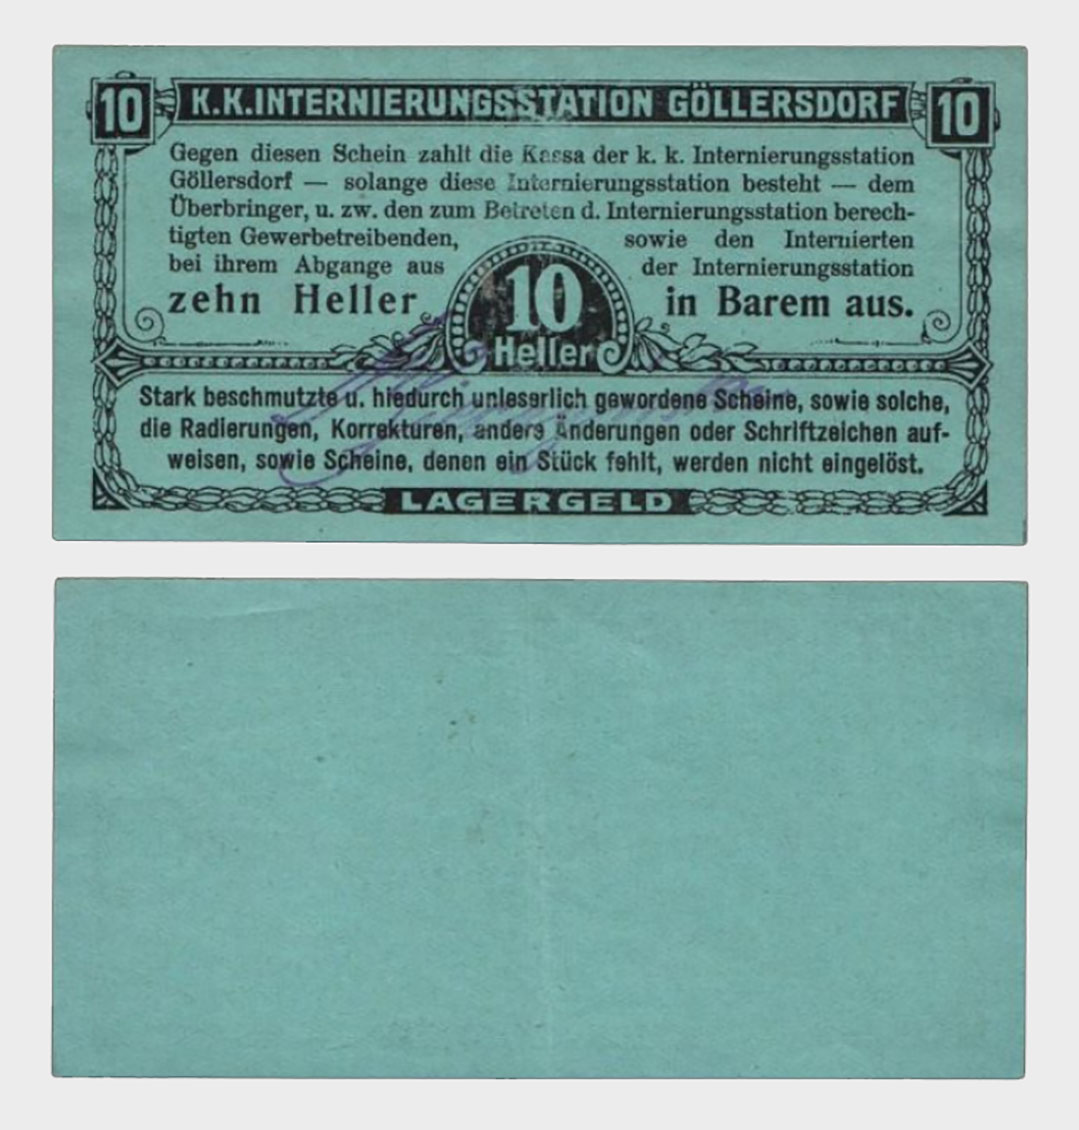 10 K.K.INTERNIERUNGSSTATION GÖLLERSDORF 10
Gegen diesen Schein zahlt die Kassa der k. k. Internierungsstation
Göllersdorf — solange diese Internierungsstation besteht — dem
Überbringer, u. zw. den zum Betreten d. Internierungsstation berech-
tigten Gewerbetreibenden, sowie den Internierten
bei ihrem Abgange aus der Internierungsstation
zehn Heller in Barem aus.
10
Heller
Stark beschmutzte u. hiedurch unleserlich gewordene Scheine, sowie solche,
die Radierungen, Korrekturen, andere Änderungen oder Schriftzeichen auf-
weisen, sowie Scheine, denen ein Stück fehlt, werden nicht eingelöst.
LAGERGELD